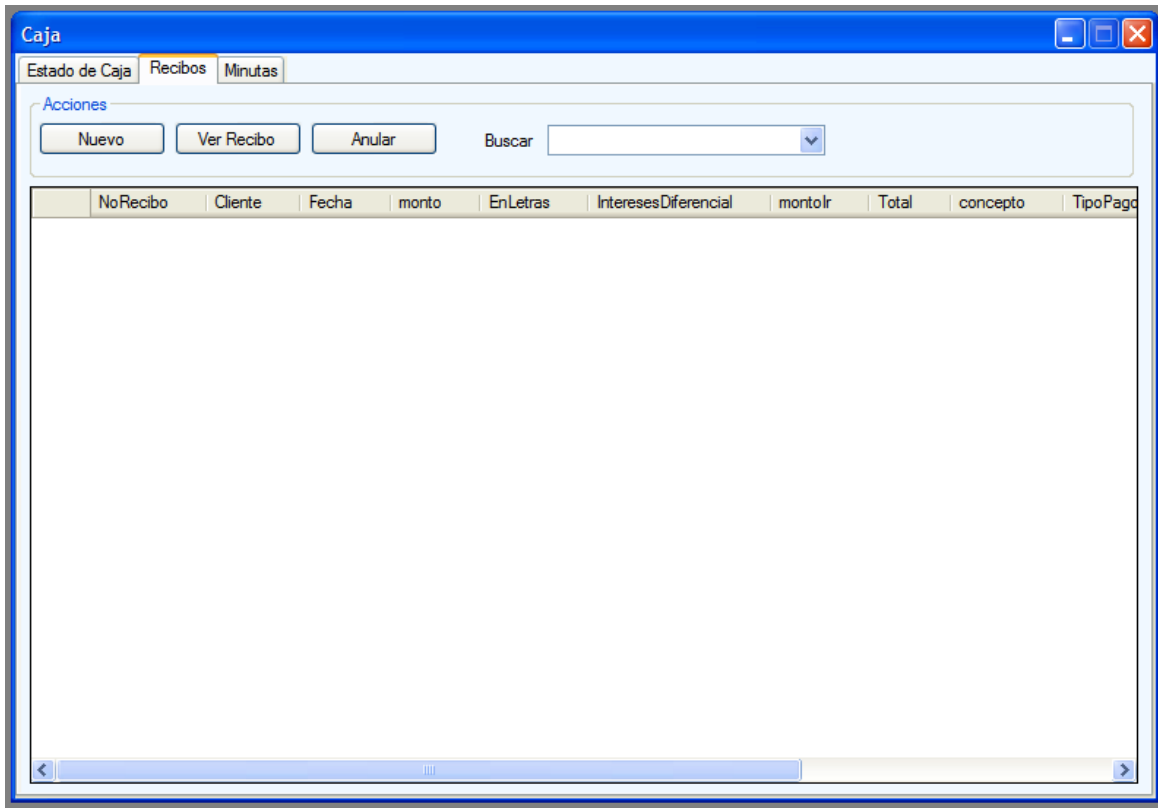 Caja
Estado de Caja Recibos Minutas
Acciones
Nuevo Ver Recibo Anular Buscar
NoRecibo Cliente Fecha monto EnLetras InteresesDiferencial montoIr Total concepto TipoPago